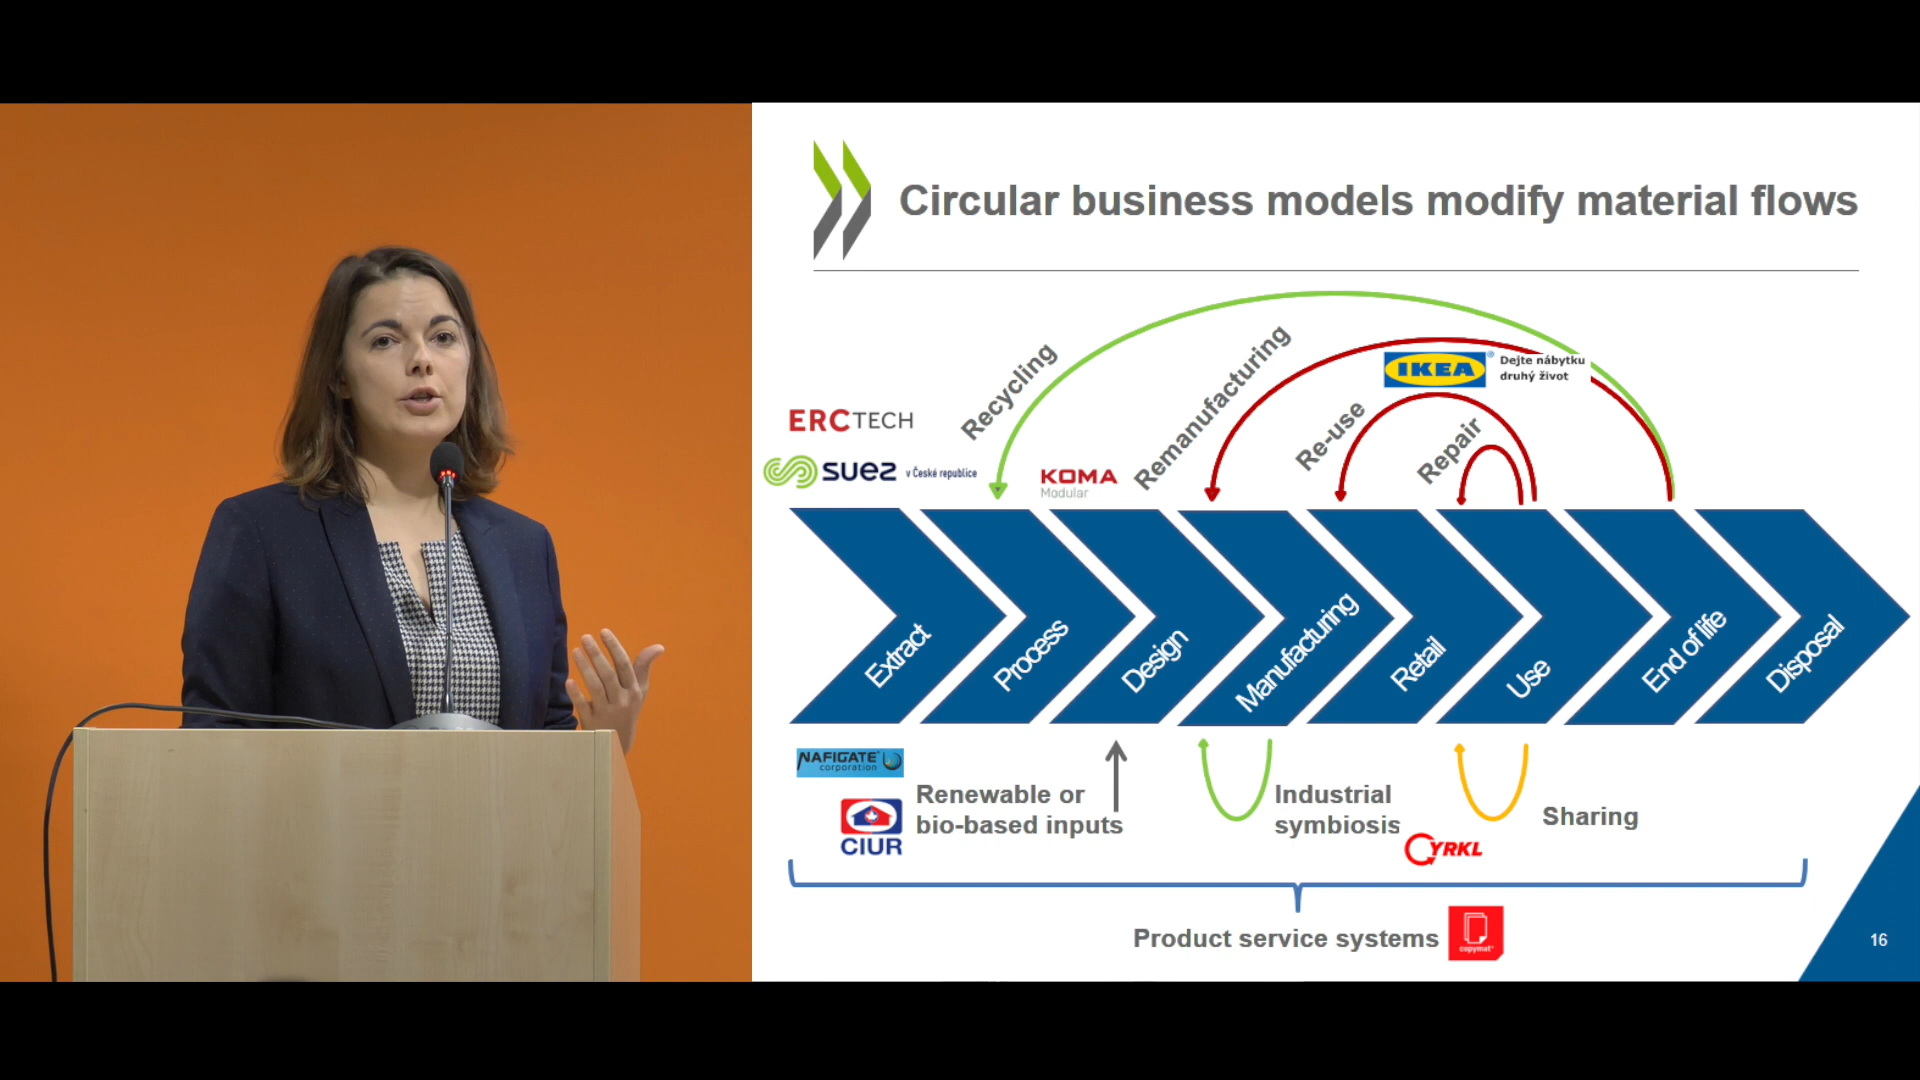 Circular business models modify material flows
Recycling
Remanufacturing
Re-use
Repair
IKEA®
Dejte nábytku
druhý život
ERCTECH
suez v České republice
KOMA
Modular
Extract
Process
Design
Manufacturing
Retail
Use
End of life
Disposal
NAFIGATE
corporation
CIUR
Renewable or
bio-based inputs
Industrial
symbiosis
CYRKL
Sharing
Product service systems
copymat
16